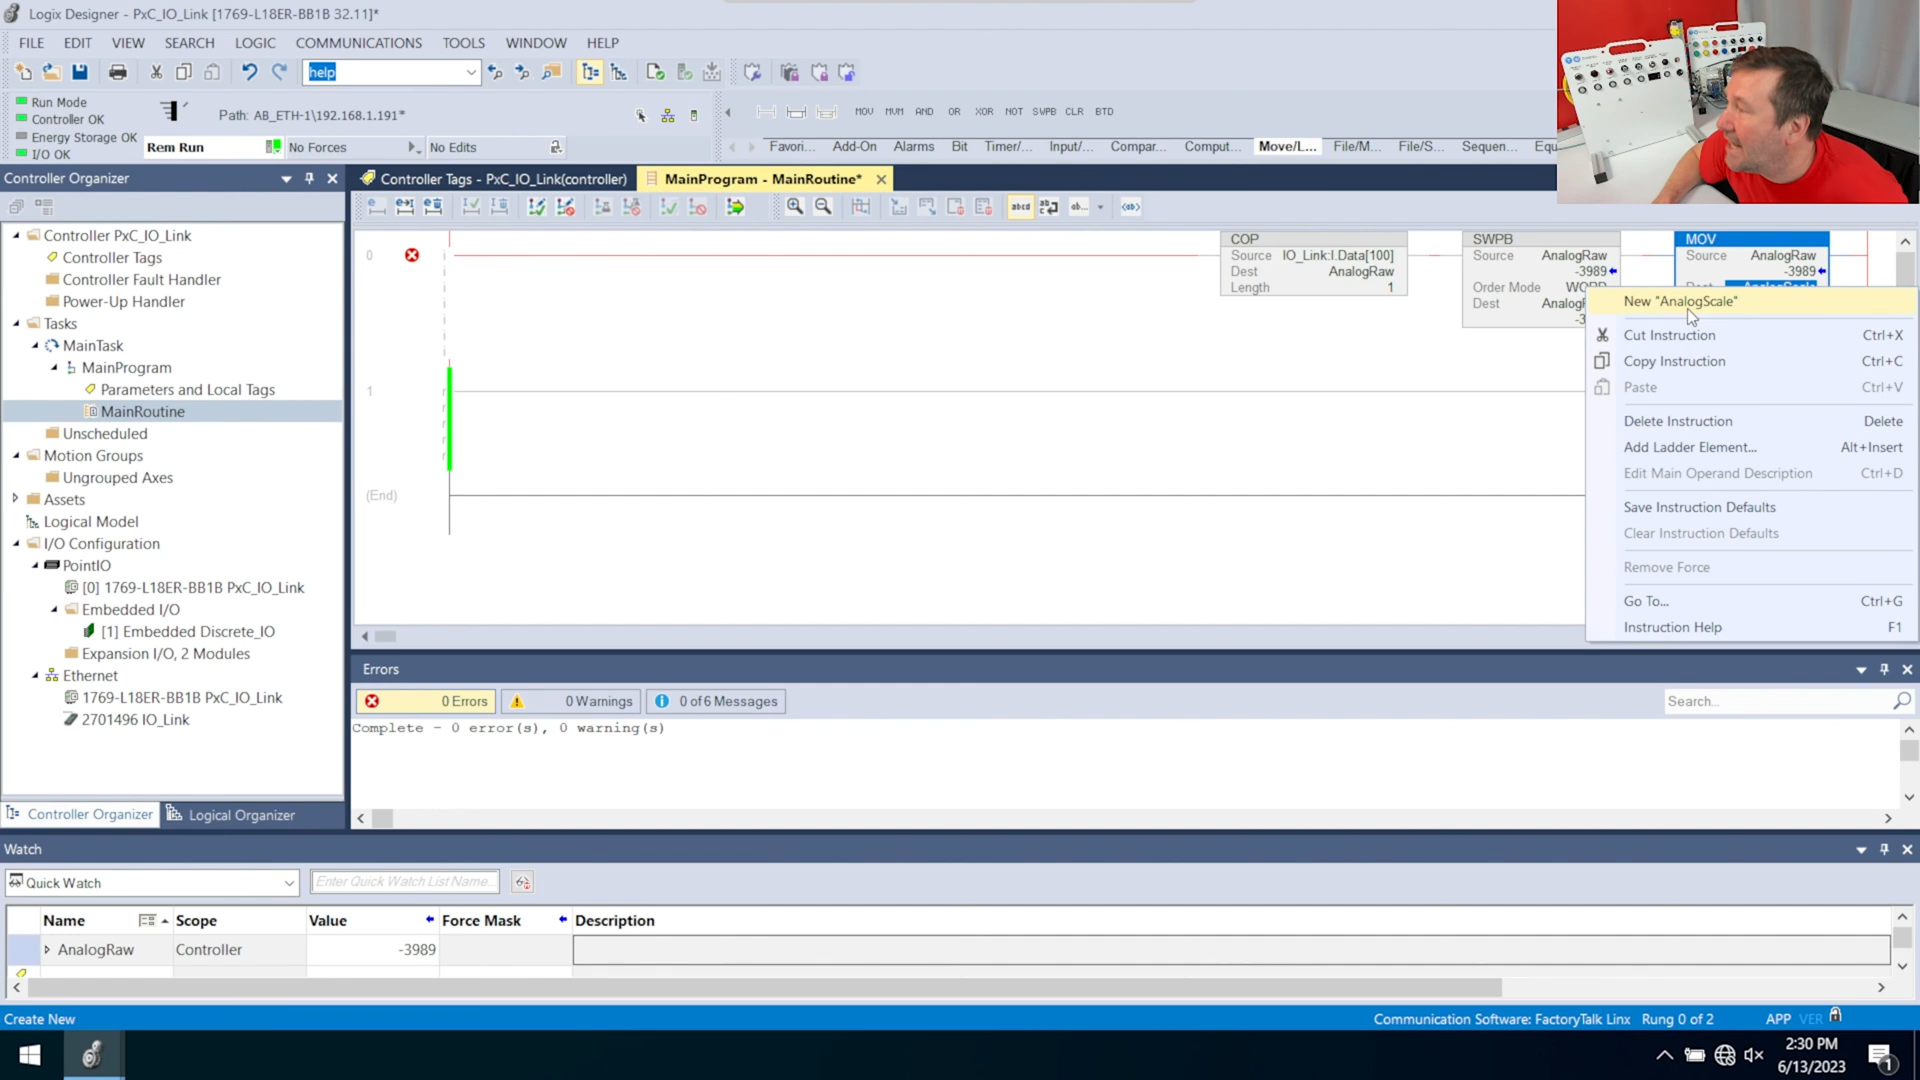 Logix Designer - PxC_IO_Link [1769-L18ER-BB1B 32.11]*
FILE EDIT VIEW SEARCH LOGIC COMMUNICATIONS TOOLS WINDOW HELP
help
Run Mode
Controller OK
Energy Storage OK
I/O OK
Path: AB_ETH-1\192.168.1.191*
Rem Run No Forces No Edits
MOV MVM AND OR XOR NOT SWPB CLR BTD
Favori... Add-On Alarms Bit Timer/... Input/... Compar... Comput... Move/L... File/M... File/S... Sequen... Equ
Controller Organizer
Controller PxC_IO_Link
Controller Tags
Controller Fault Handler
Power-Up Handler
Tasks
MainTask
MainProgram
Parameters and Local Tags
MainRoutine
Unscheduled
Motion Groups
Ungrouped Axes
Assets
Logical Model
I/O Configuration
PointIO
[0] 1769-L18ER-BB1B PxC_IO_Link
Embedded I/O
[1] Embedded Discrete_IO
Expansion I/O, 2 Modules
Ethernet
1769-L18ER-BB1B PxC_IO_Link
2701496 IO_Link
Controller Organizer Logical Organizer
Controller Tags - PxC_IO_Link(controller) MainProgram - MainRoutine*
abcd ab...
0
COP
Source IO_Link:I.Data[100]
Dest AnalogRaw
Length 1
SWPB
Source AnalogRaw
-3989
Order Mode WORD
Dest AnalogR
-3
MOV
Source AnalogRaw
-3989
Dest AnalogScale
1
(End)
New "AnalogScale"
Cut Instruction Ctrl+X
Copy Instruction Ctrl+C
Paste Ctrl+V
Delete Instruction Delete
Add Ladder Element... Alt+Insert
Edit Main Operand Description Ctrl+D
Save Instruction Defaults
Clear Instruction Defaults
Remove Force
Go To... Ctrl+G
Instruction Help F1
Errors
0 Errors 0 Warnings 0 of 6 Messages Search...
Complete - 0 error(s), 0 warning(s)
Watch
Quick Watch Enter Quick Watch List Name...
Name Scope Value Force Mask Description
AnalogRaw Controller -3989
Create New
Communication Software: FactoryTalk Linx Rung 0 of 2 APP VER
2:30 PM
6/13/2023
1